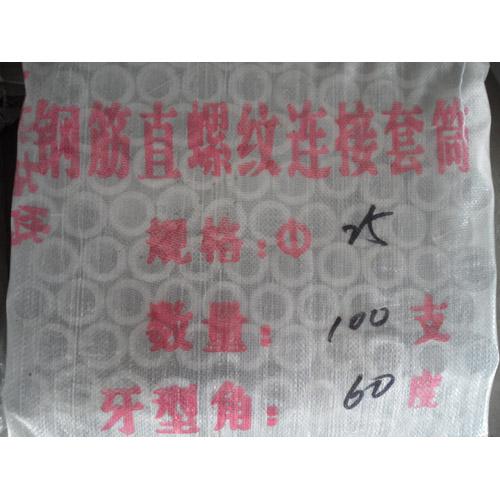 钢筋直螺纹连接套筒
规格:Φ 25
数量: 100 支
牙型角: 60 度